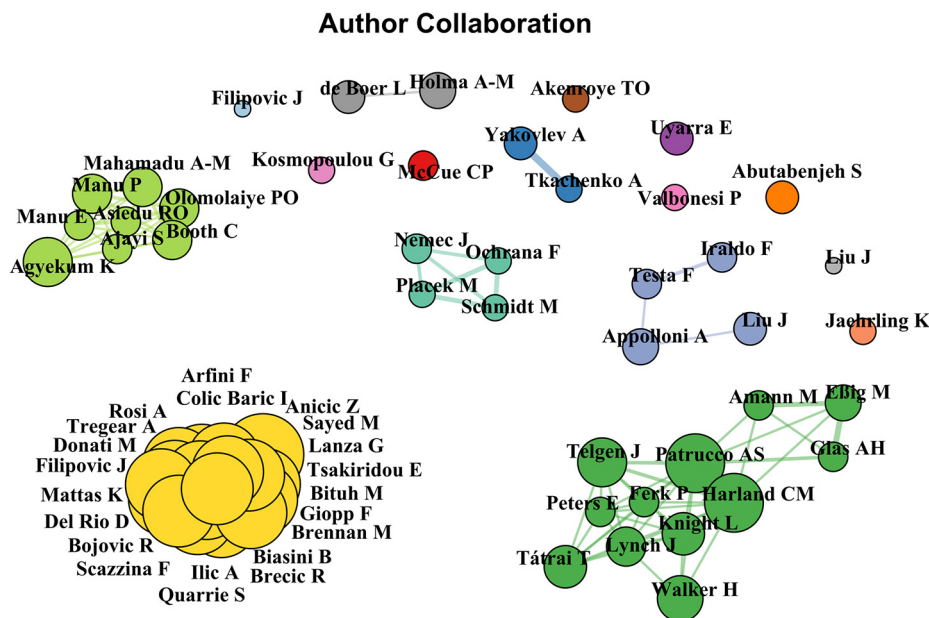 Author Collaboration
Filipovic J
de Boer L
Holma A-M
Akenroye TO
Yakovlev A
Uyarra E
Kosmopoulou G
McCue CP
Tkachenko A
Valbonesi P
Abutabenjeh S
Mahamadu A-M
Manu P
Olomolaiye PO
Manu E
Asiedu RO
Ajayi S
Booth C
Agyekum K
Nemec J
Ochrana F
Placek M
Schmidt M
Iraldo F
Testa F
Liu J
Appolloni A
Liu J
Jaehrling K
Arfini F
Colic Baric I
Anicic Z
Rosi A
Sayed M
Tregear A
Donati M
Lanza G
Filipovic J
Tsakiridou E
Mattas K
Bituh M
Giopp F
Del Rio D
Brennan M
Bojovic R
Biasini B
Scazzina F
Ilic A
Brecic R
Quarrie S
Amann M
Eßig M
Telgen J
Patrucco AS
Glas AH
Peters E
Ferk P
Harland CM
Knight L
Lynch J
Tátrai T
Walker H